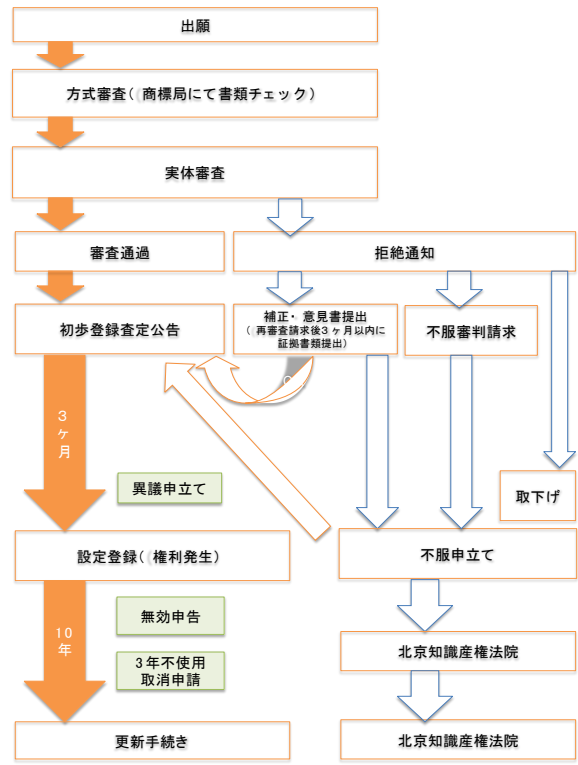 出願
方式審査(商標局にて書類チェック)
実体審査
審査通過
拒絶通知
初歩登録査定公告
補正・意見書提出
(再審査請求後3ヶ月以内に
証拠書類提出)
不服審判請求
3ヶ月
異議申立て
取下げ
設定登録(権利発生)
不服申立て
10年
無効申告
3年不使用
取消申請
北京知識産権法院
更新手続き
北京知識産権法院